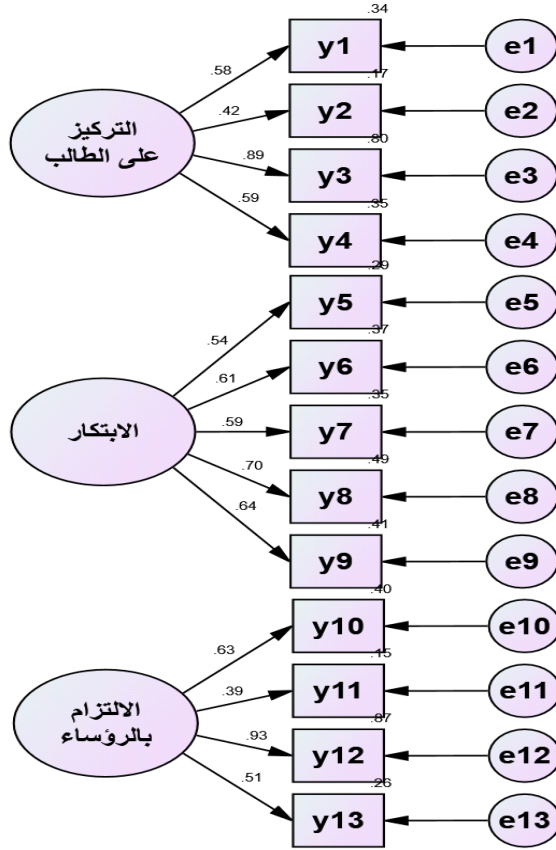 .34
y1
e1
.58
.17
y2
e2
.42
.80
التركيز
على الطالب
y3
e3
.89
.35
y4
e4
.59
.29
y5
e5
.54
.37
y6
e6
.61
.35
الابتكار
y7
e7
.59
.49
y8
e8
.70
.41
y9
e9
.64
.40
y10
e10
.63
.15
y11
e11
.39
.87
الالتزام
بالرؤساء
y12
e12
.93
.26
y13
e13
.51